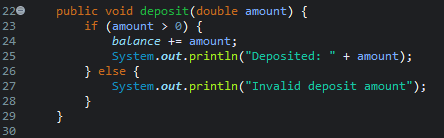 22 public void deposit(double amount) {
23 if (amount > 0) {
24 balance += amount;
25 System.out.println("Deposited: " + amount);
26 } else {
27 System.out.println("Invalid deposit amount");
28 }
29 }
30